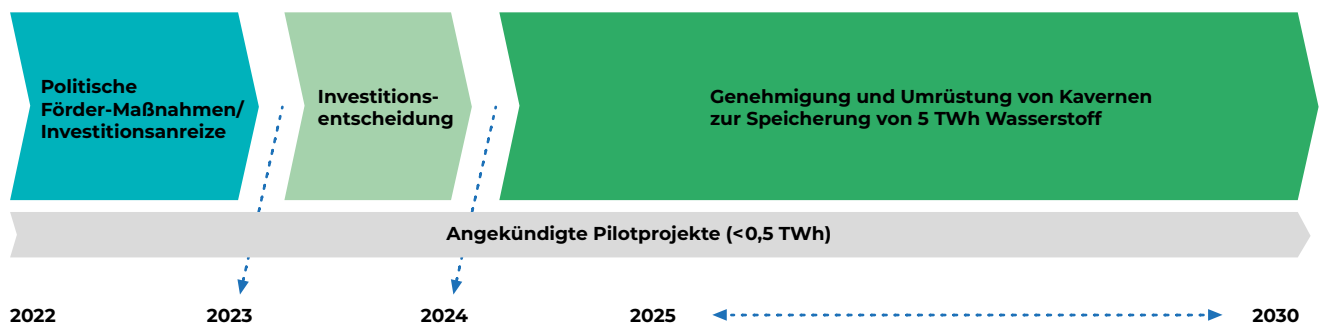 Politische
Förder-Maßnahmen/
Investitionsanreize
Investitions-
entscheidung
Genehmigung und Umrüstung von Kavernen
zur Speicherung von 5 TWh Wasserstoff
Angekündigte Pilotprojekte (<0,5 TWh)
2022 2023 2024 2025 2030